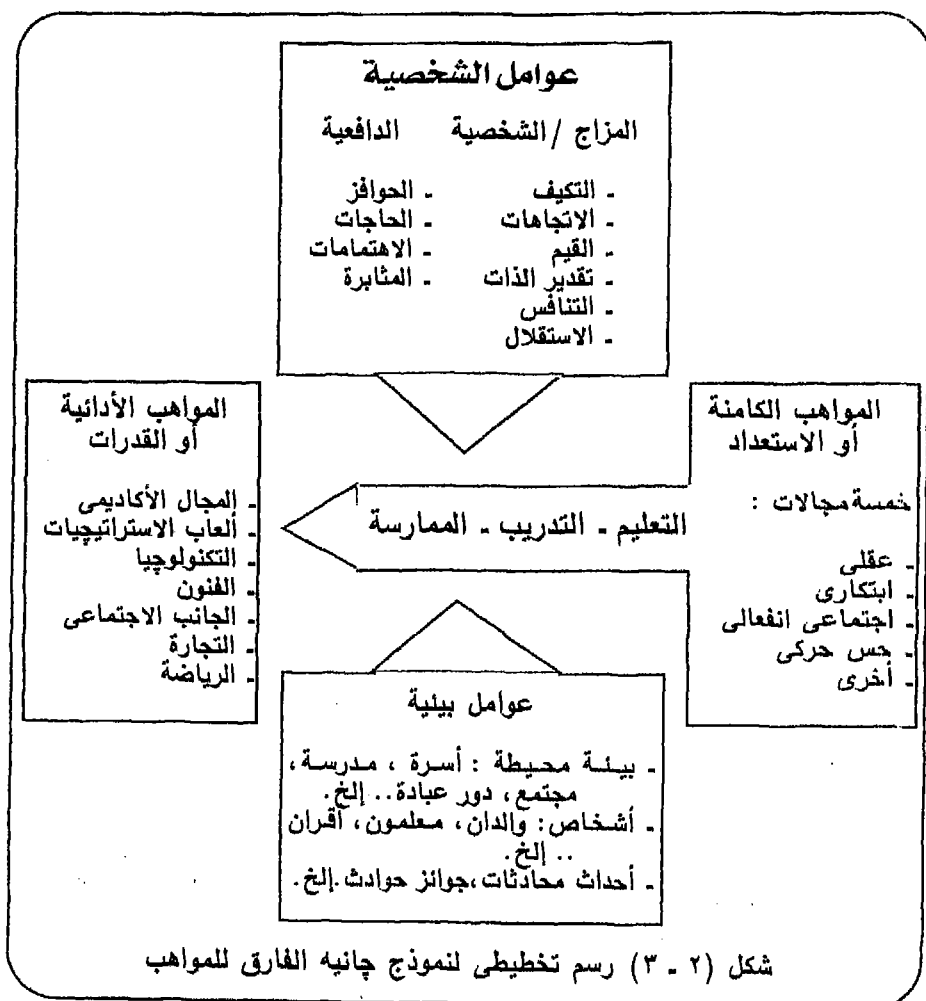 عوامل الشخصية
المزاج / الشخصية الدافعية
ـ التكيف ـ الحوافز
ـ الاتجاهات ـ الحاجات
ـ القيم ـ الاهتمامات
ـ تقدير الذات ـ المثابرة
ـ التنافس
ـ الاستقلال
المواهب الكامنة
أو الاستعداد
خمسة مجالات :
ـ عقلى
ـ ابتكارى
ـ اجتماعى انفعالى
ـ حس حركى
ـ أخرى
التعليم ـ التدريب ـ الممارسة
المواهب الأدائية
أو القدرات
ـ المجال الأكاديمى
ـ ألعاب الاستراتيچيات
ـ التكنولوچيا
ـ الفنون
ـ الجانب الاجتماعى
ـ التجارة
ـ الرياضة
عوامل بيئية
ـ بيئة محيطة : أسرة ، مدرسة ،
مجتمع ، دور عبادة .. إلخ.
ـ أشخاص : والدان ، معلمون ، أقران
.. إلخ.
ـ أحداث محادثات ،جوائز حوادث .إلخ.
شكل (٢ ـ ٣) رسم تخطيطى لنموذج چانيه الفارق للمواهب